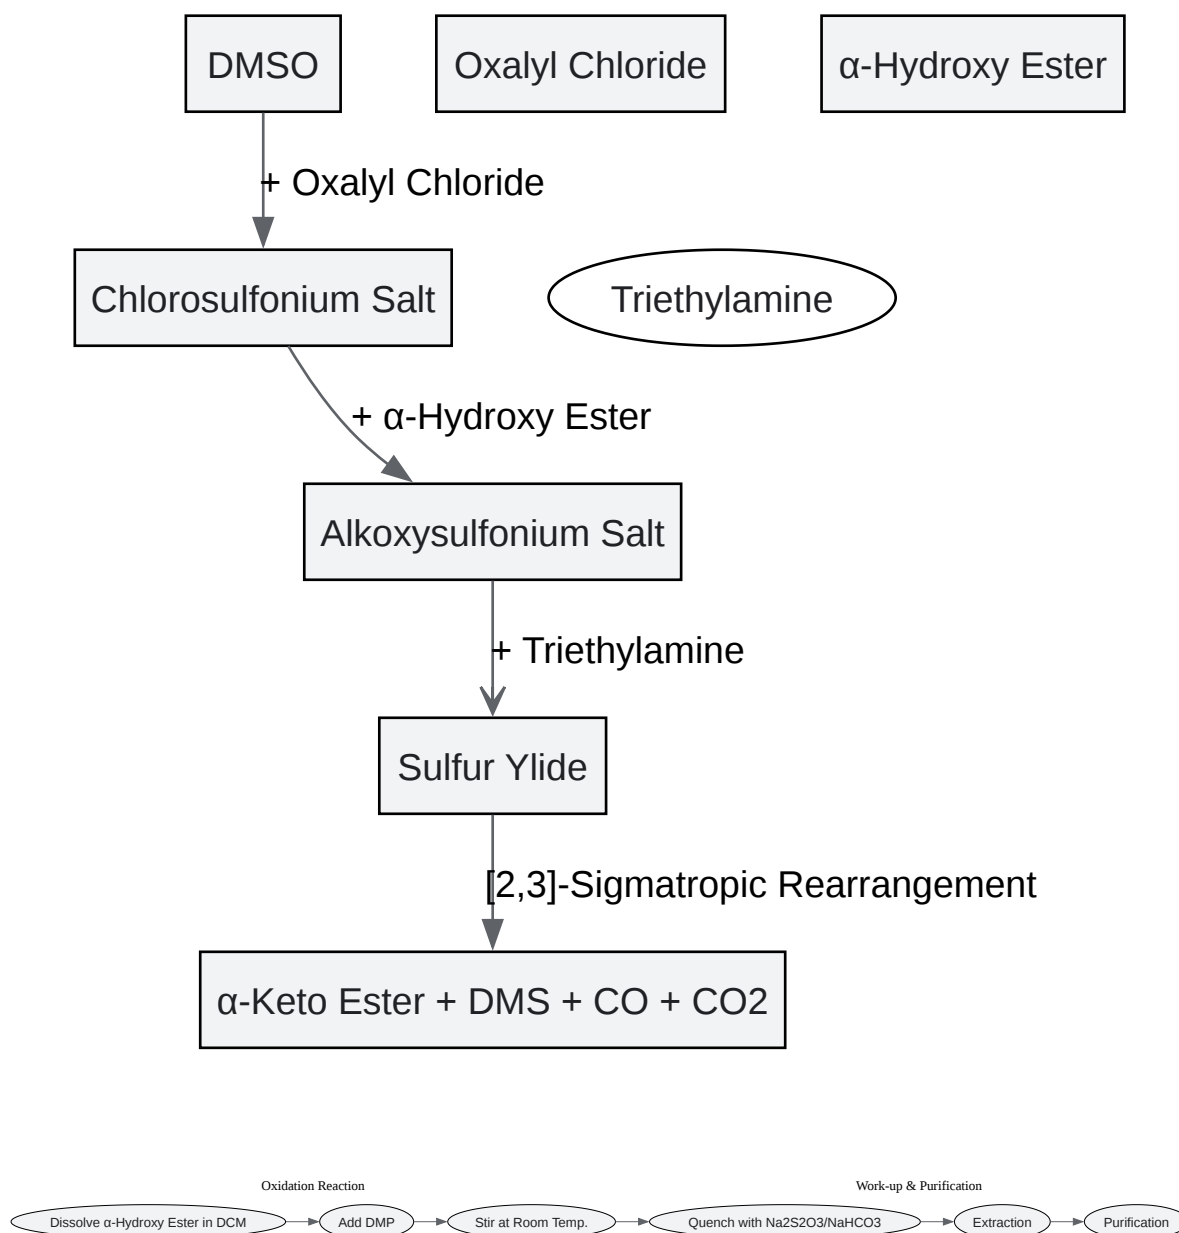 DMSO
Oxalyl Chloride
α-Hydroxy Ester
+ Oxalyl Chloride
Chlorosulfonium Salt
Triethylamine
+ α-Hydroxy Ester
Alkoxysulfonium Salt
+ Triethylamine
Sulfur Ylide
[2,3]-Sigmatropic Rearrangement
α-Keto Ester + DMS + CO + CO2
Oxidation Reaction
Work-up & Purification
Dissolve α-Hydroxy Ester in DCM
Add DMP
Stir at Room Temp.
Quench with Na2S2O3/NaHCO3
Extraction
Purification